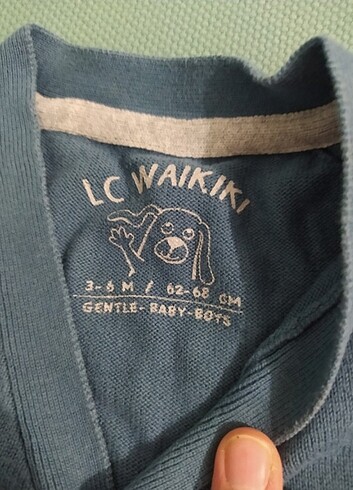 LC WAIKIKI
3-6 M / 62-68 CM
GENTLE-BABY-BOYS